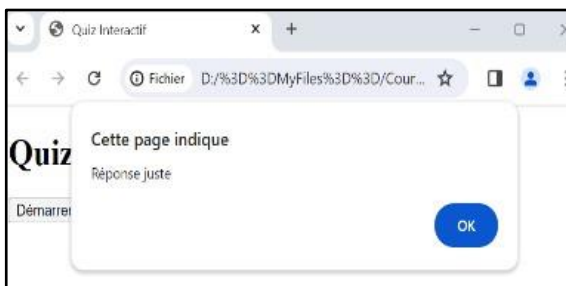 Quiz Interactif
Fichier D:/%3D%3DMyFiles%3D%3D/Cour...
Cette page indique
Quiz
Réponse juste
Démarrer
OK